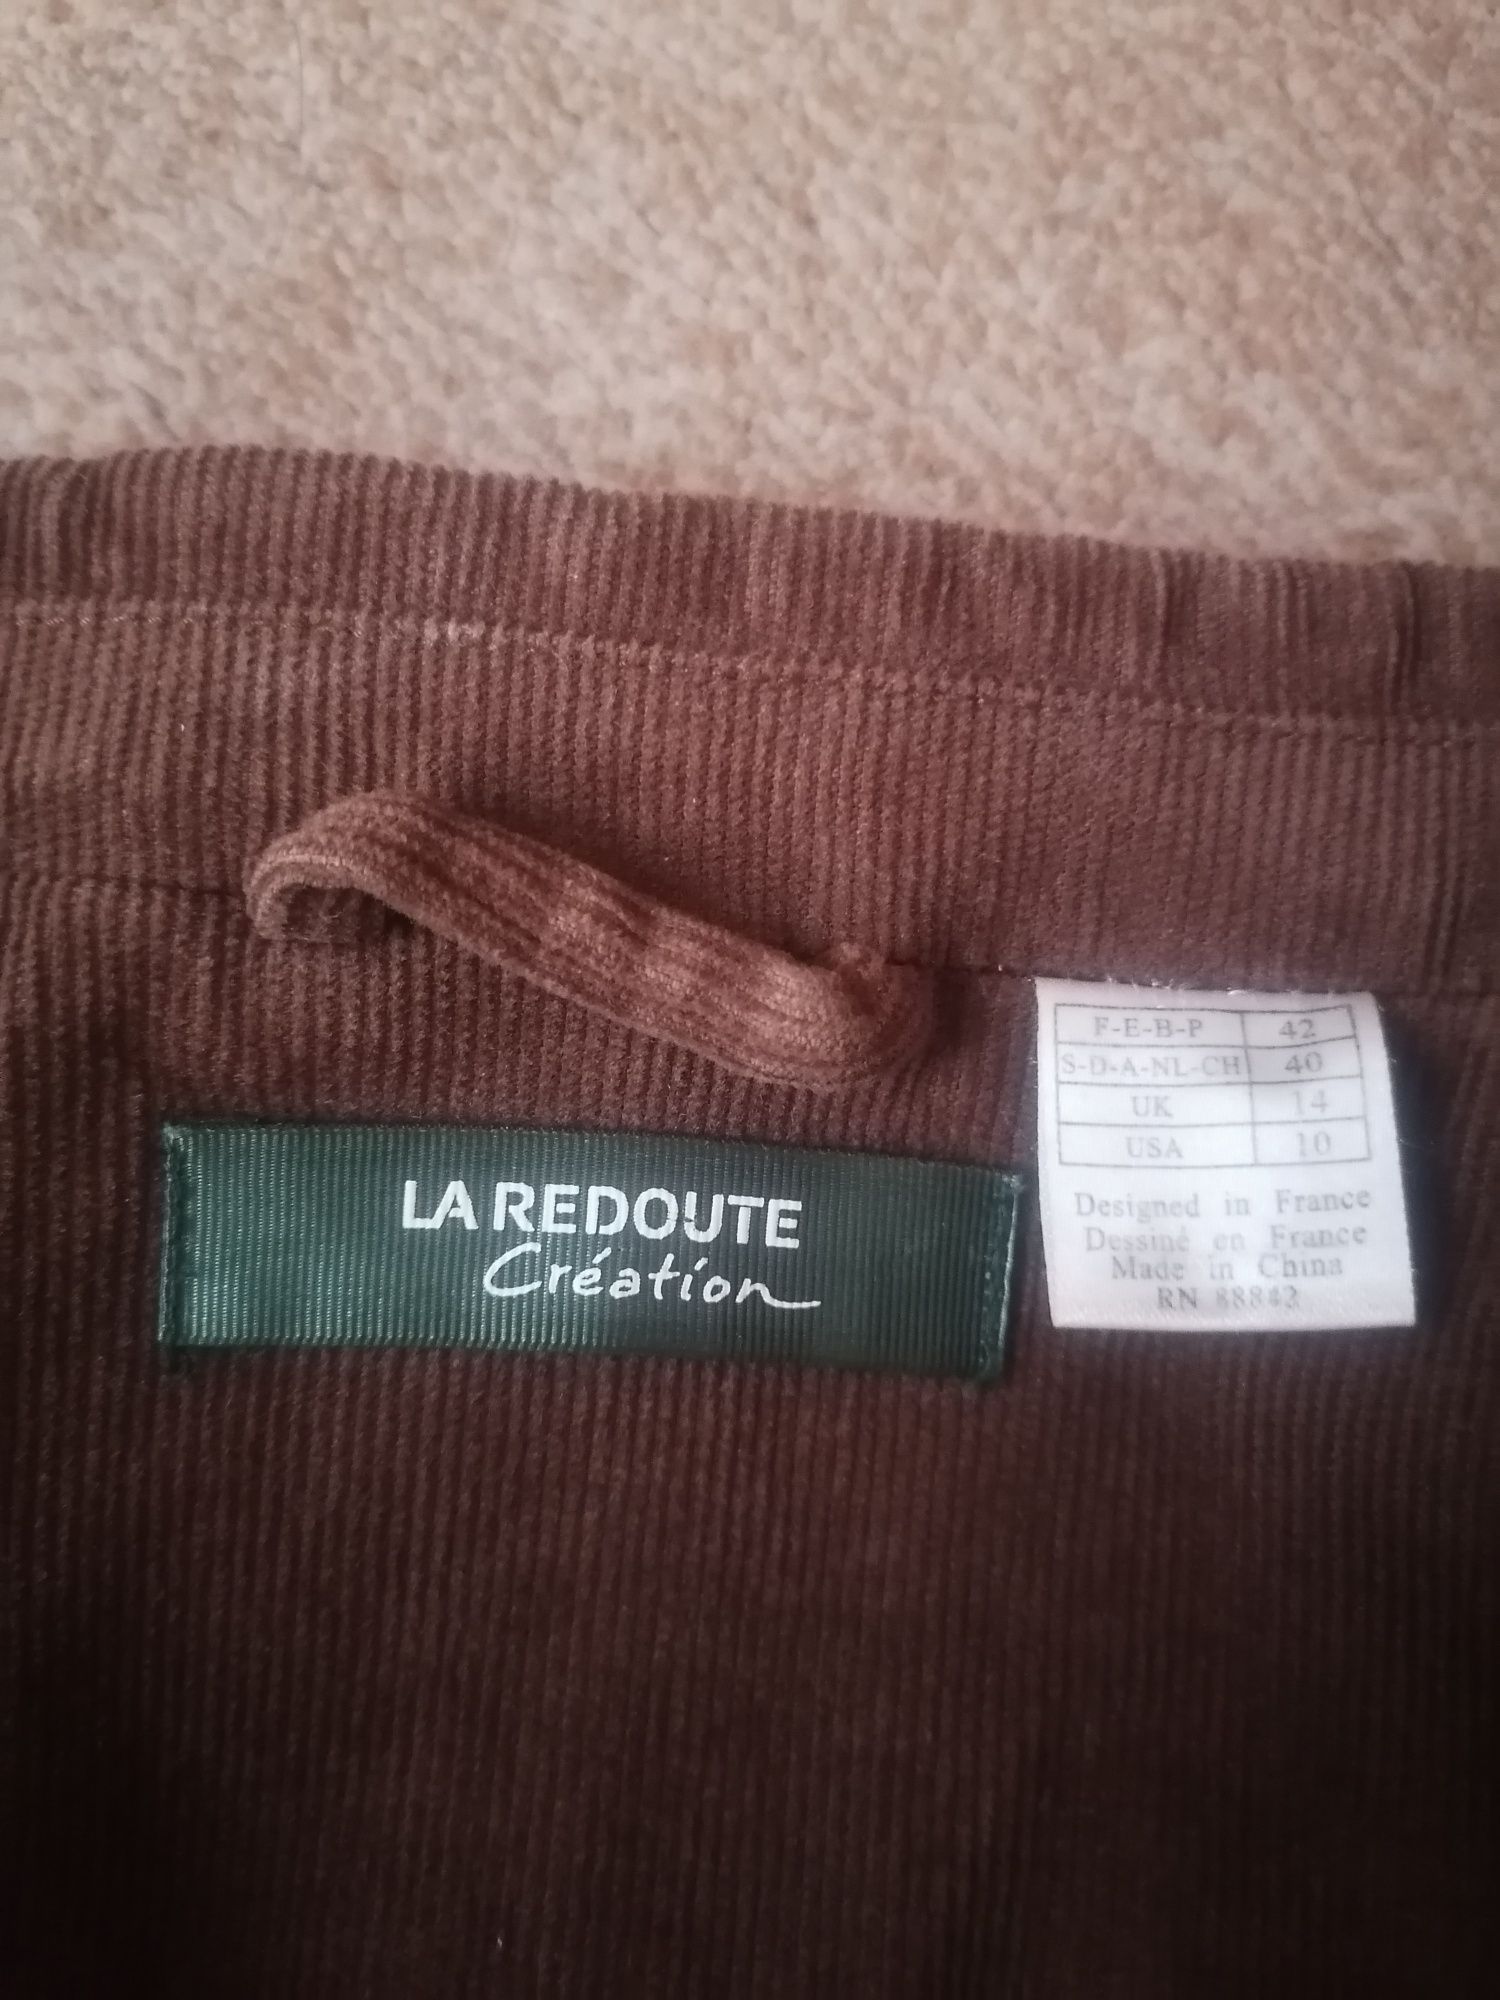 LA REDOUTE
Création
F-E-B-P 42
S-D-A-NL-CH 40
UK 14
USA 10
Designed in France
Dessiné en France
Made in China
RN 88842